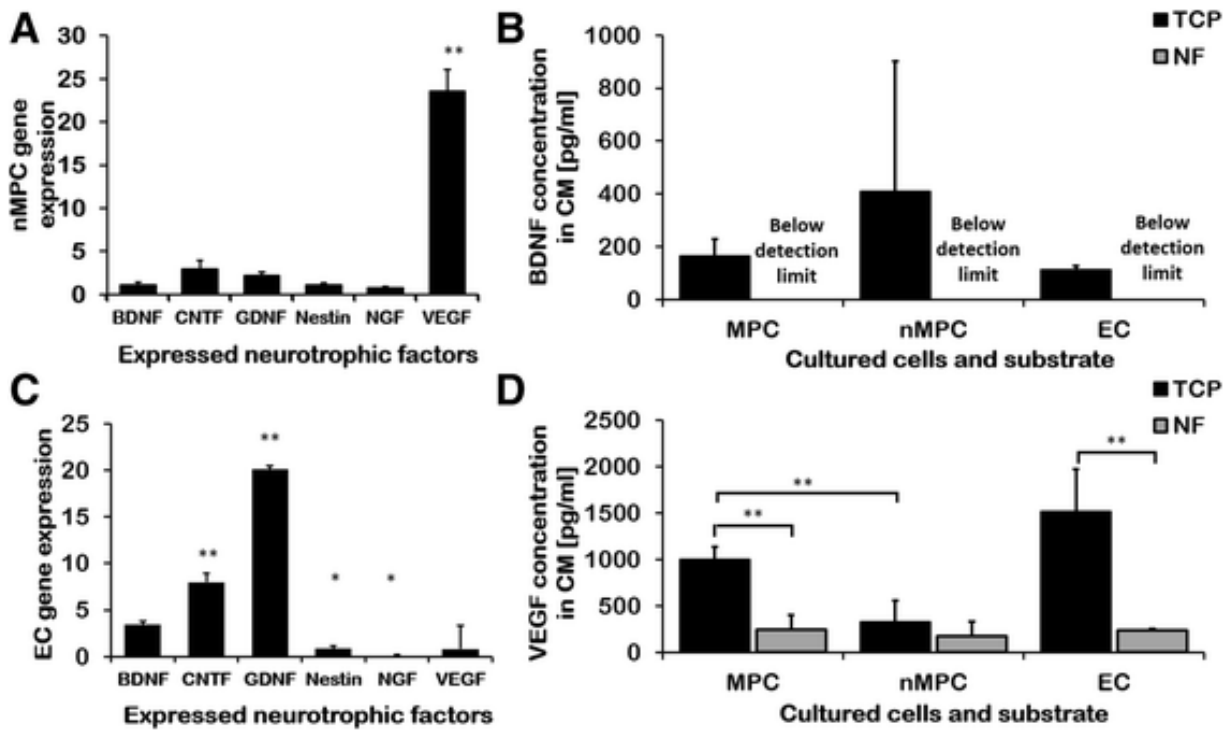 A
nMPC gene
expression
30
25
20
15
10
5
0
**
BDNF CNTF GDNF Nestin NGF VEGF
Expressed neurotrophic factors
B
BDNF concentration
in CM [pg/ml]
1000
800
600
400
200
0
TCP
NF
Below
detection
limit
Below
detection
limit
Below
detection
limit
MPC nMPC EC
Cultured cells and substrate
C
EC gene expression
25
20
15
10
5
0
**
**
*
*
BDNF CNTF GDNF Nestin NGF VEGF
Expressed neurotrophic factors
D
VEGF concentration
in CM [pg/ml]
2500
2000
1500
1000
500
0
TCP
NF
**
**
**
MPC nMPC EC
Cultured cells and substrate